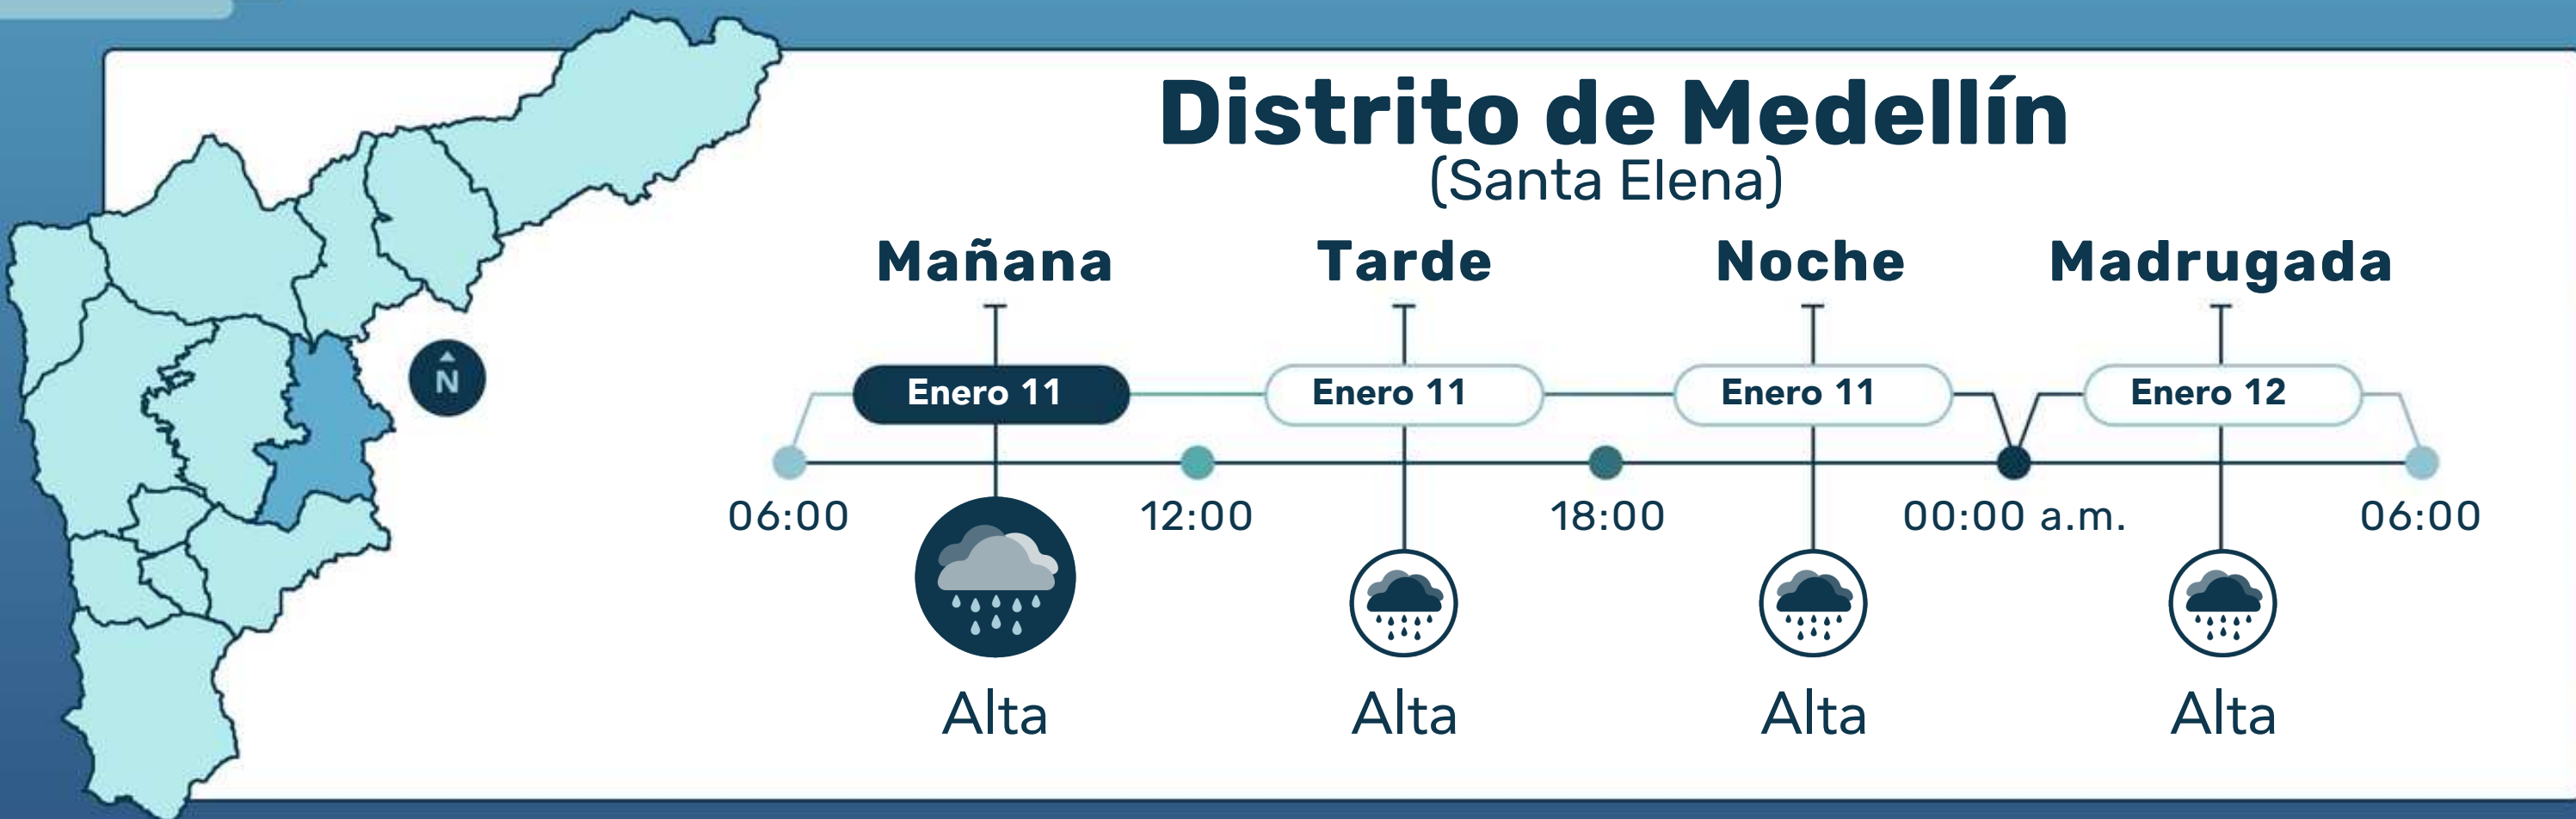 Distrito de Medellín
(Santa Elena)
Mañana Tarde Noche Madrugada
N
Enero 11 Enero 11 Enero 11 Enero 12
06:00 12:00 18:00 00:00 a.m. 06:00
Alta Alta Alta Alta